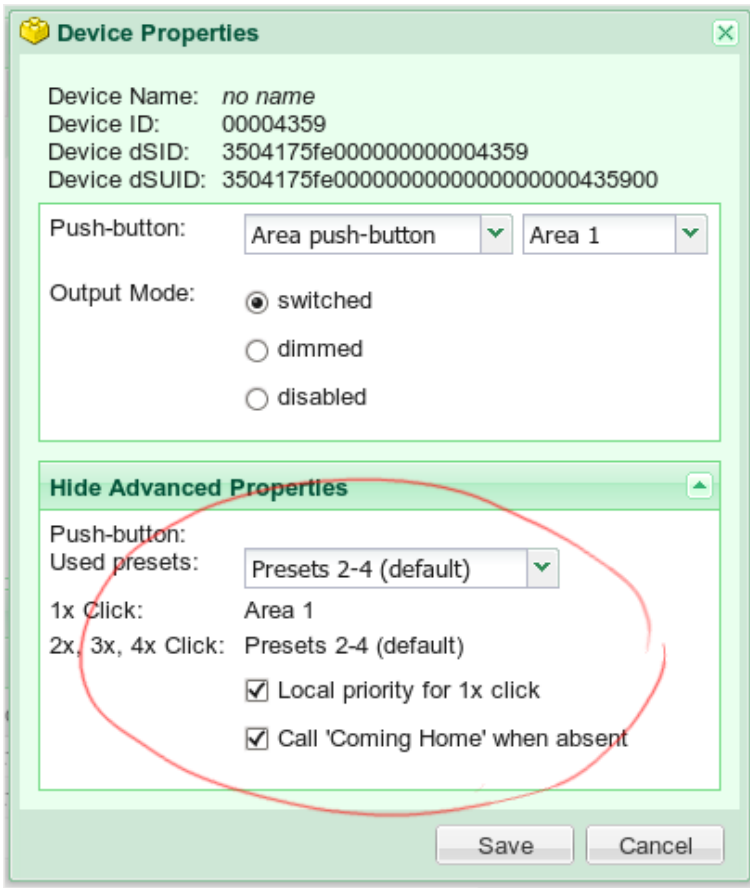 Device Properties
Device Name: no name
Device ID: 00004359
Device dSID: 3504175fe000000000004359
Device dSUID: 3504175fe0000000000000000000435900
Push-button: Area push-button Area 1
Output Mode: switched
dimmed
disabled
Hide Advanced Properties
Push-button:
Used presets: Presets 2-4 (default)
1x Click: Area 1
2x, 3x, 4x Click: Presets 2-4 (default)
Local priority for 1x click
Call 'Coming Home' when absent
Save Cancel